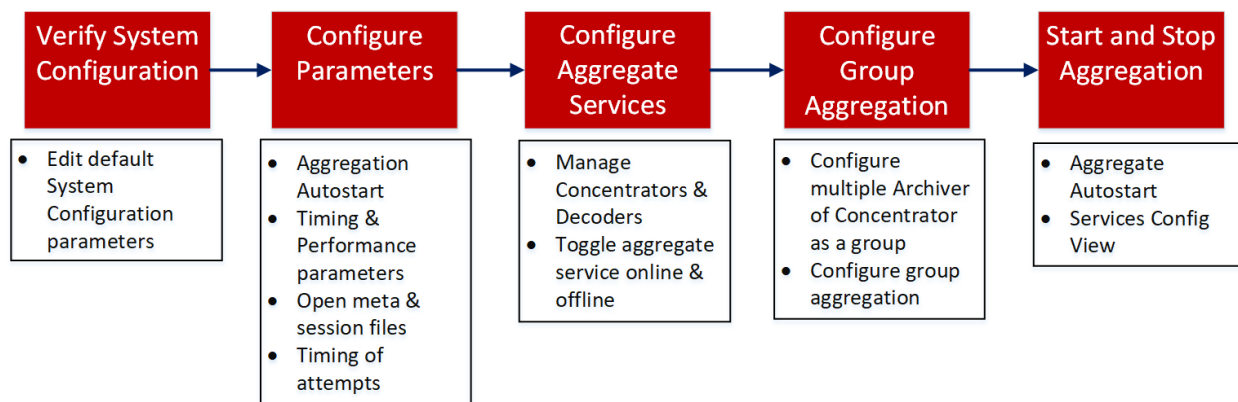 Verify System
Configuration
• Edit default
System
Configuration
parameters
Configure
Parameters
• Aggregation
Autostart
• Timing &
Performance
parameters
• Open meta &
session files
• Timing of
attempts
Configure
Aggregate
Services
• Manage
Concentrators &
Decoders
• Toggle aggregate
service online &
offline
Configure
Group
Aggregation
• Configure
multiple Archiver
of Concentrator
as a group
• Configure group
aggregation
Start and Stop
Aggregation
• Aggregate
Autostart
• Services Config
View